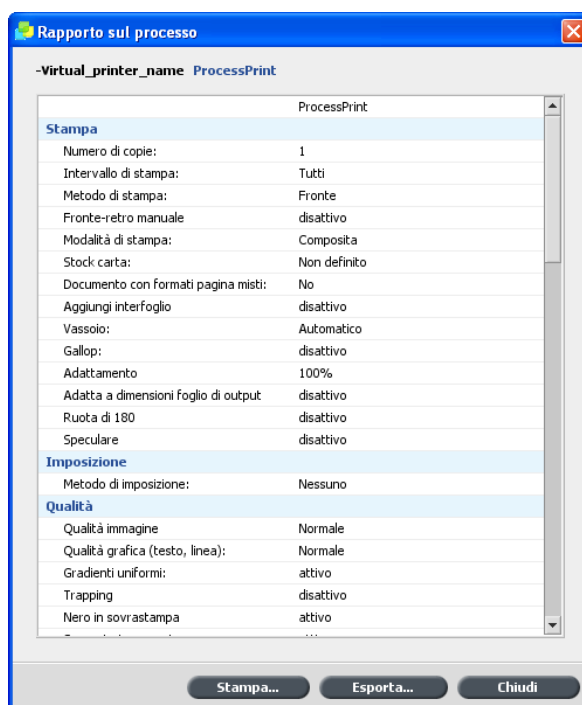 Rapporto sul processo
-Virtual_printer_name ProcessPrint
ProcessPrint
Stampa
Numero di copie: 1
Intervallo di stampa: Tutti
Metodo di stampa: Fronte
Fronte-retro manuale disattivo
Modalità di stampa: Composita
Stock carta: Non definito
Documento con formati pagina misti: No
Aggiungi interfoglio disattivo
Vassoio: Automatico
Gallop: disattivo
Adattamento 100%
Adatta a dimensioni foglio di output disattivo
Ruota di 180 disattivo
Speculare disattivo
Imposizione
Metodo di imposizione: Nessuno
Qualità
Qualità immagine Normale
Qualità grafica (testo, linea): Normale
Gradienti uniformi: attivo
Trapping disattivo
Nero in sovrastampa attivo
Stampa... Esporta... Chiudi